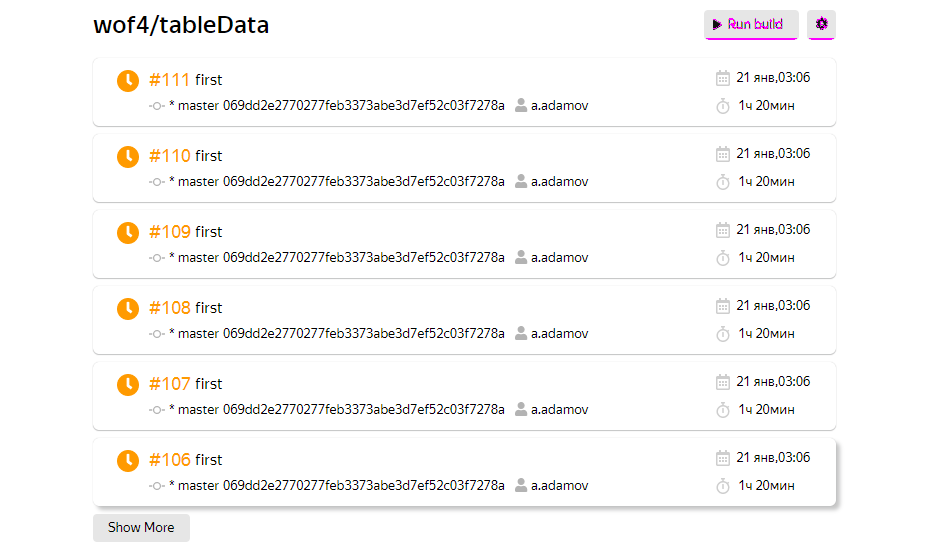 wof4/tableData
Run build
#111 first
21 янв,03:06
* master 069dd2e2770277feb3373abe3d7ef52c03f7278a a.adamov
1ч 20мин
#110 first
21 янв,03:06
* master 069dd2e2770277feb3373abe3d7ef52c03f7278a a.adamov
1ч 20мин
#109 first
21 янв,03:06
* master 069dd2e2770277feb3373abe3d7ef52c03f7278a a.adamov
1ч 20мин
#108 first
21 янв,03:06
* master 069dd2e2770277feb3373abe3d7ef52c03f7278a a.adamov
1ч 20мин
#107 first
21 янв,03:06
* master 069dd2e2770277feb3373abe3d7ef52c03f7278a a.adamov
1ч 20мин
#106 first
21 янв,03:06
* master 069dd2e2770277feb3373abe3d7ef52c03f7278a a.adamov
1ч 20мин
Show More